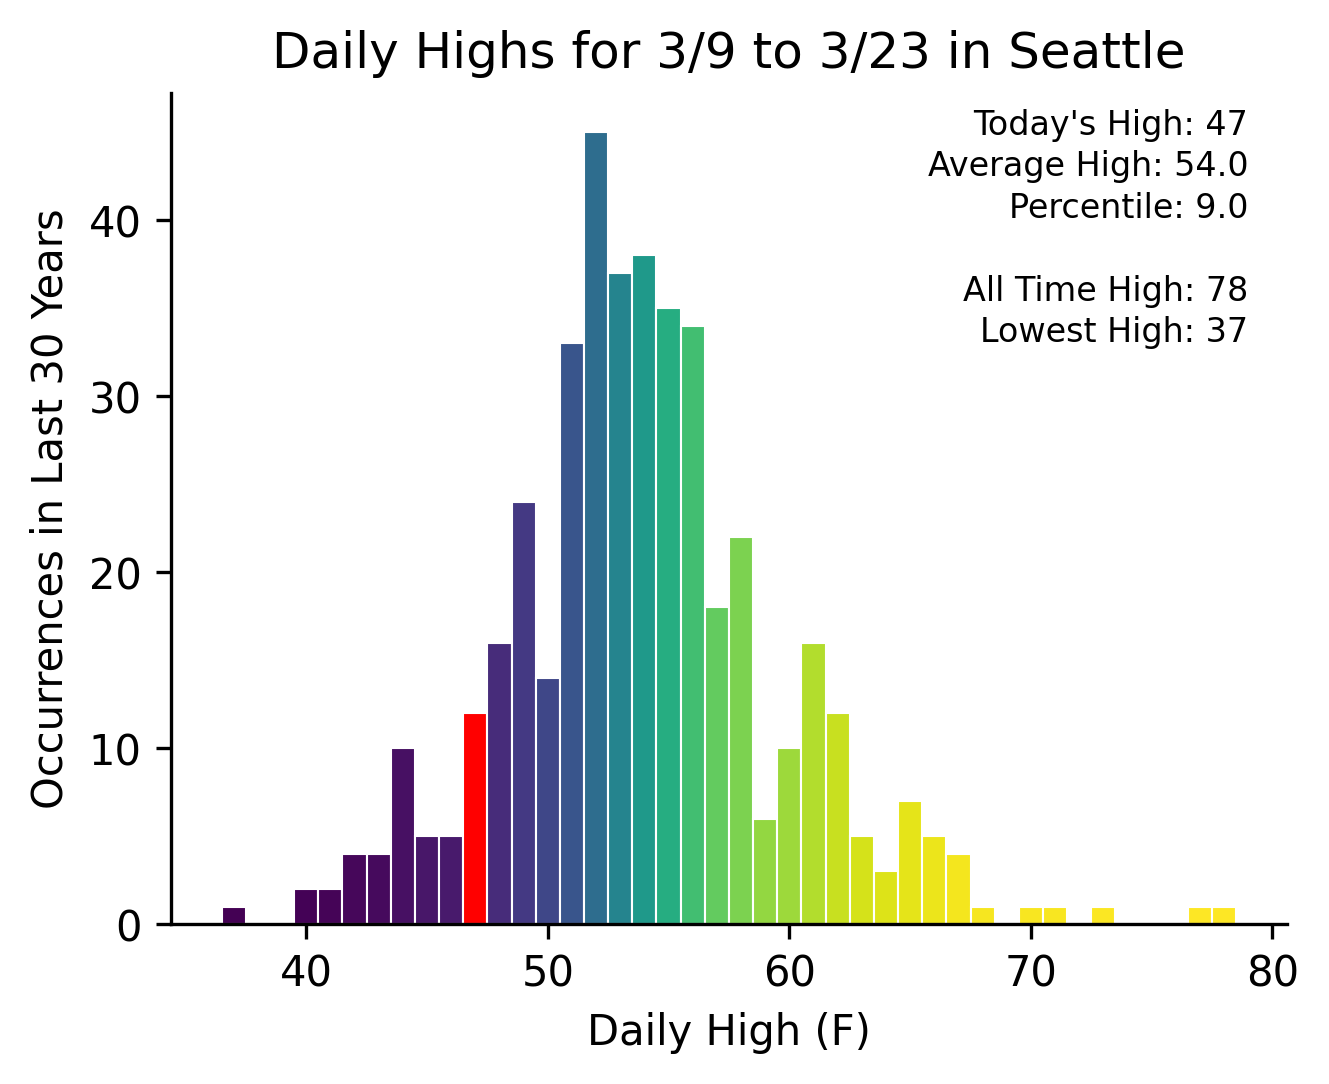 Daily Highs for 3/9 to 3/23 in Seattle
Today's High: 47
Average High: 54.0
Percentile: 9.0
All Time High: 78
Lowest High: 37
Occurrences in Last 30 Years
40
30
20
10
0
40 50 60 70 80
Daily High (F)